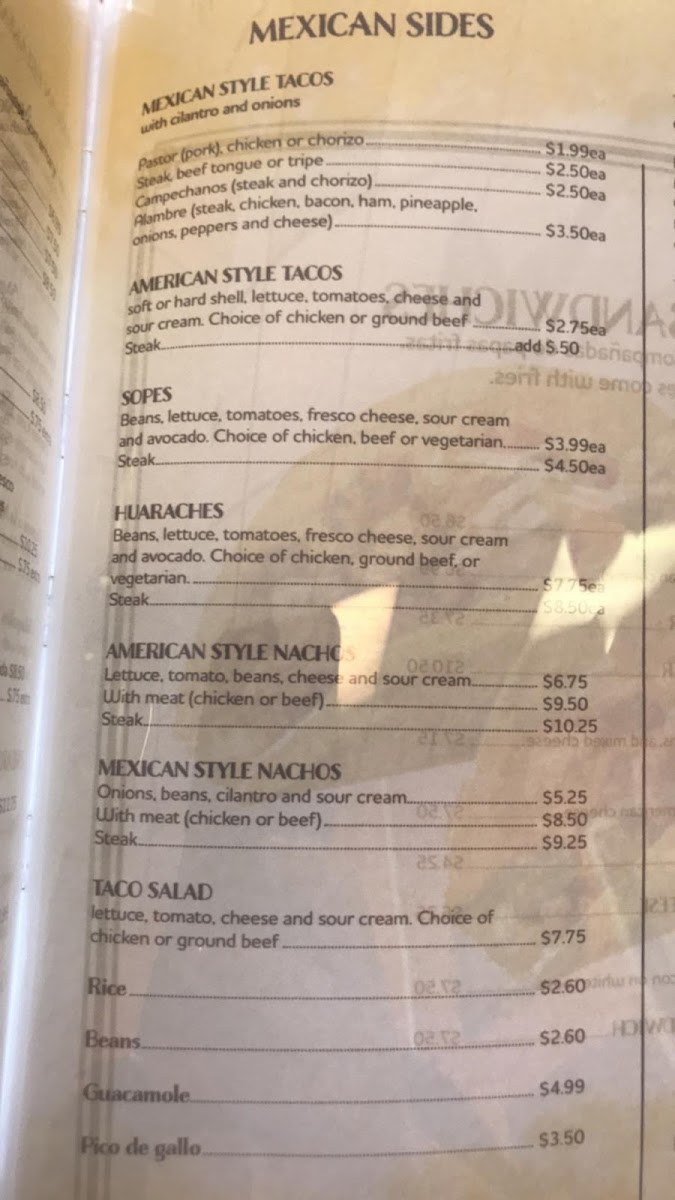 MEXICAN SIDES
MEXICAN STYLE TACOS
with cilantro and onions
Pastor (pork), chicken or chorizo $1.99ea
Steak, beef tongue or tripe $2.50ea
Campechanos (steak and chorizo) $2.50ea
Alambre (steak, chicken, bacon, ham, pineapple,
onions, peppers and cheese) $3.50ea
AMERICAN STYLE TACOS
soft or hard shell, lettuce, tomatoes, cheese and
sour cream. Choice of chicken or ground beef $2.75ea
Steak add $.50
SOPES
Beans, lettuce, tomatoes, fresco cheese, sour cream
and avocado. Choice of chicken, beef or vegetarian. $3.99ea
Steak $4.50ea
HUARACHES
Beans, lettuce, tomatoes, fresco cheese, sour cream
and avocado. Choice of chicken, ground beef, or
vegetarian. $7.75ea
Steak $8.50ea
AMERICAN STYLE NACHOS
Lettuce, tomato, beans, cheese and sour cream $6.75
With meat (chicken or beef) $9.50
Steak $10.25
MEXICAN STYLE NACHOS
Onions, beans, cilantro and sour cream $5.25
With meat (chicken or beef) $8.50
Steak $9.25
TACO SALAD
lettuce, tomato, cheese and sour cream. Choice of
chicken or ground beef $7.75
Rice $2.60
Beans $2.60
Guacamole $4.99
Pico de gallo $3.50